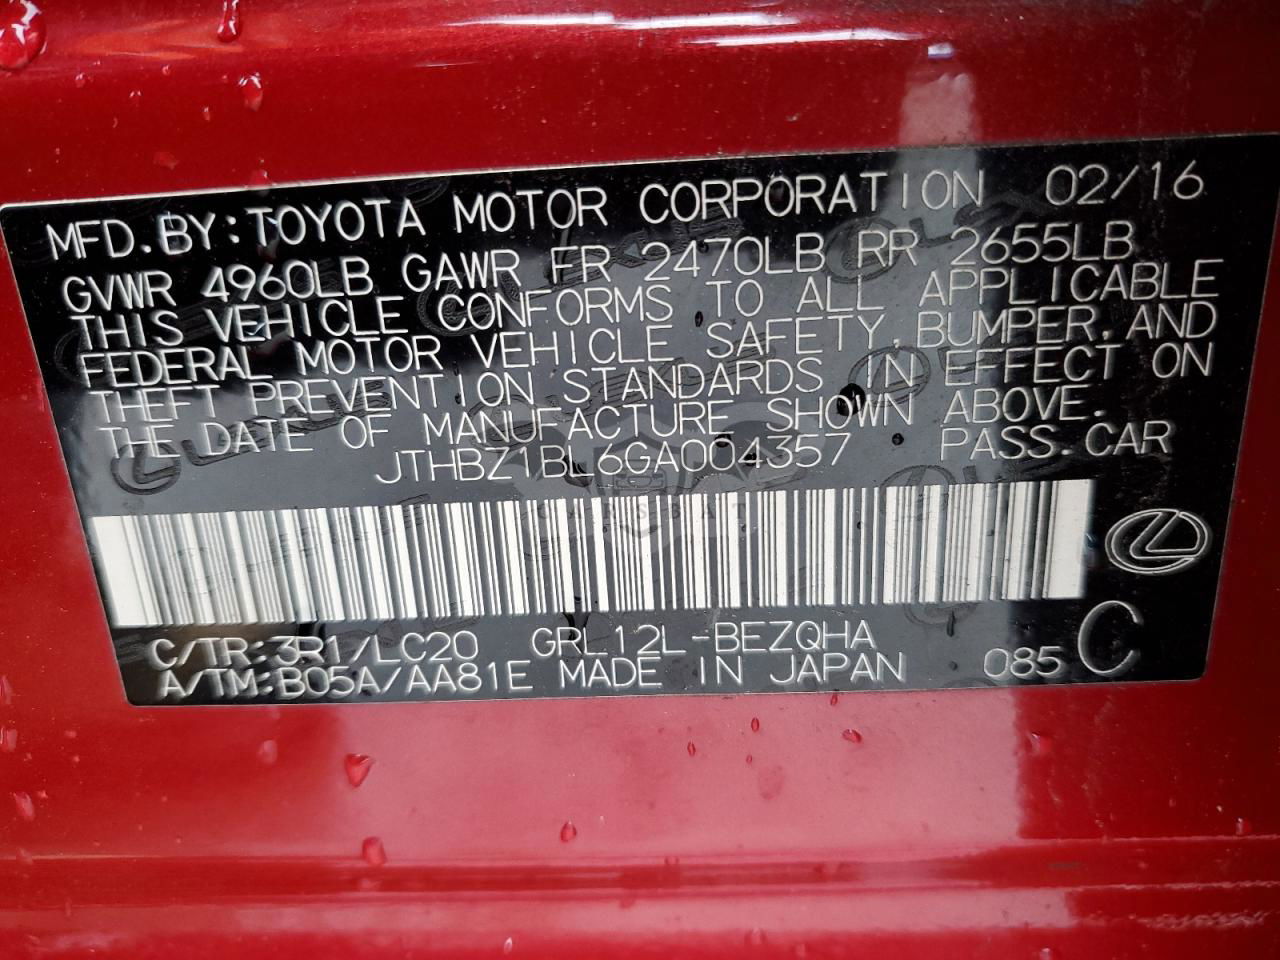 MFD.BY:TOYOTA MOTOR CORPORATION 02/16
GVWR 4960LB GAWR FR 2470LB RR 2655LB
THIS VEHICLE CONFORMS TO ALL APPLICABLE
FEDERAL MOTOR VEHICLE SAFETY,BUMPER,AND
THEFT PREVENTION STANDARDS IN EFFECT ON
THE DATE OF MANUFACTURE SHOWN ABOVE.
JTHBZ1BL6GA004357 PASS.CAR
CARSBAT
C/TR:3R1/LC20 GRL12L-BEZQHA
A/TM:B05A/AA81E MADE IN JAPAN 085 C